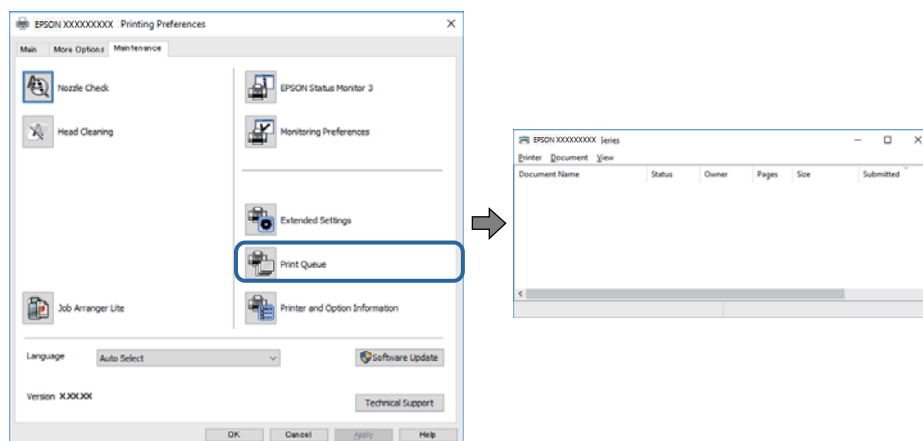 EPSON XXXXXXXXX Printing Preferences
Main More Options Maintenance
Nozzle Check
Head Cleaning
Job Arranger Lite
EPSON Status Monitor 3
Monitoring Preferences
Extended Settings
Print Queue
Printer and Option Information
Language Auto Select Software Update
Version X.XX.XX
Technical Support
OK Cancel Apply Help
EPSON XXXXXXXXX Series
Printer Document View
Document Name Status Owner Pages Size Submitted